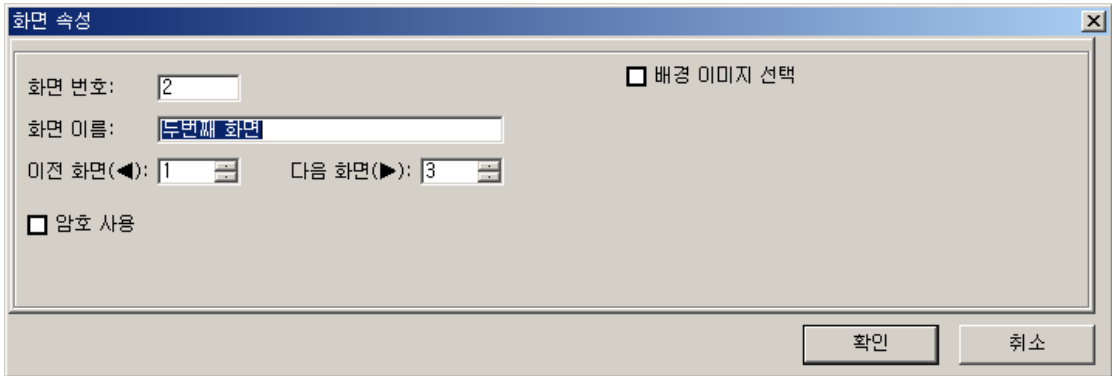 화면 속성
화면 번호: 2
배경 이미지 선택
화면 이름: 두번째 화면
이전 화면(◀): 1 다음 화면(▶): 3
암호 사용
확인 취소